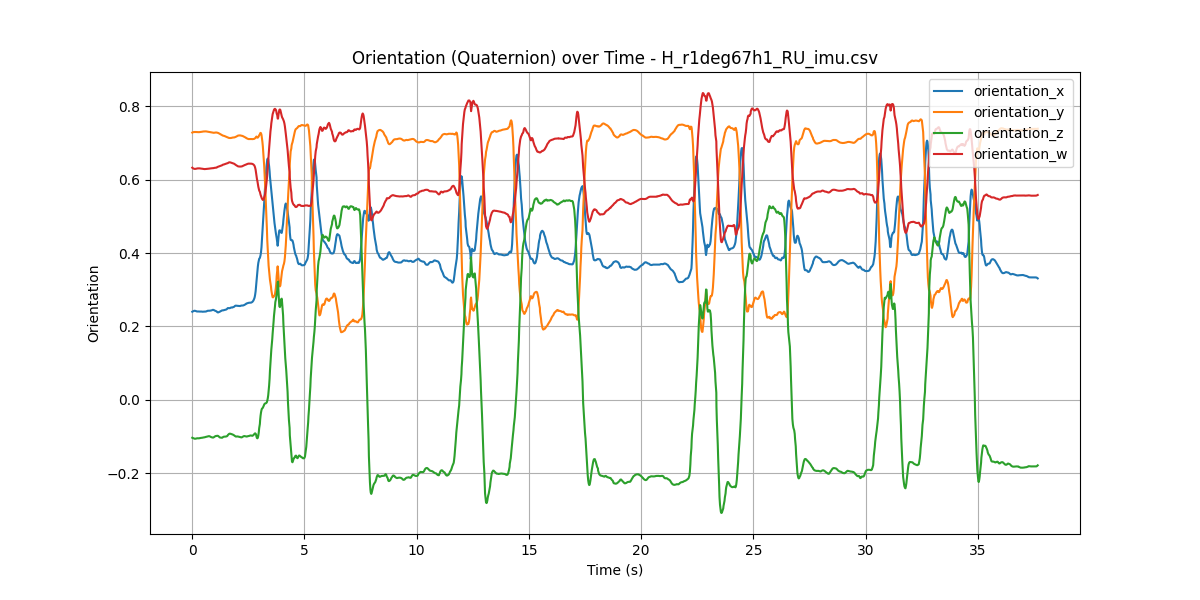 Orientation (Quaternion) over Time - H_r1deg67h1_RU_imu.csv
orientation_x
orientation_y
orientation_z
orientation_w
Orientation
0.8
0.6
0.4
0.2
0.0
−0.2
0
5
10
15
20
25
30
35
Time (s)